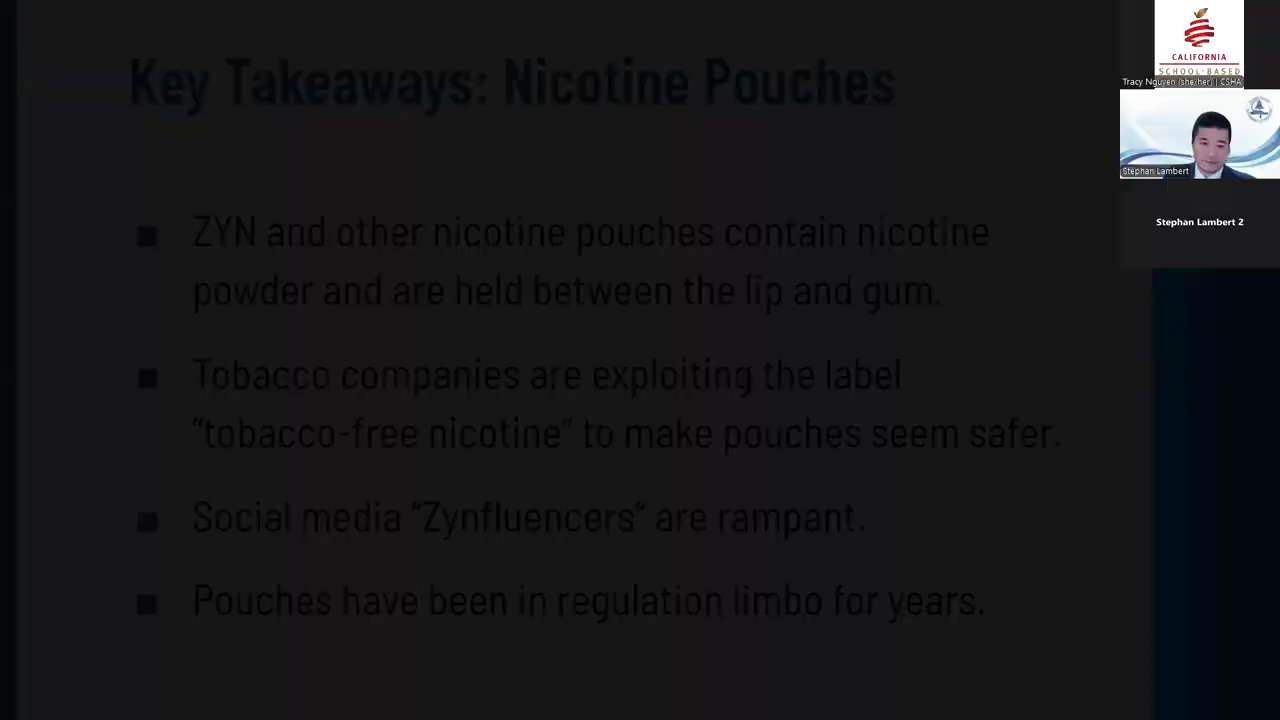 Key Takeaways: Nicotine Pouches
ZYN and other nicotine pouches contain nicotine
powder and are held between the lip and gum.
Tobacco companies are exploiting the label
“tobacco-free nicotine” to make pouches seem safer.
Social media “Zynfluencers” are rampant.
Pouches have been in regulation limbo for years.
CALIFORNIA
SCHOOL-BASED
Tracy Nguyen (she/her) | CSHA
Stephan Lambert
Stephan Lambert 2